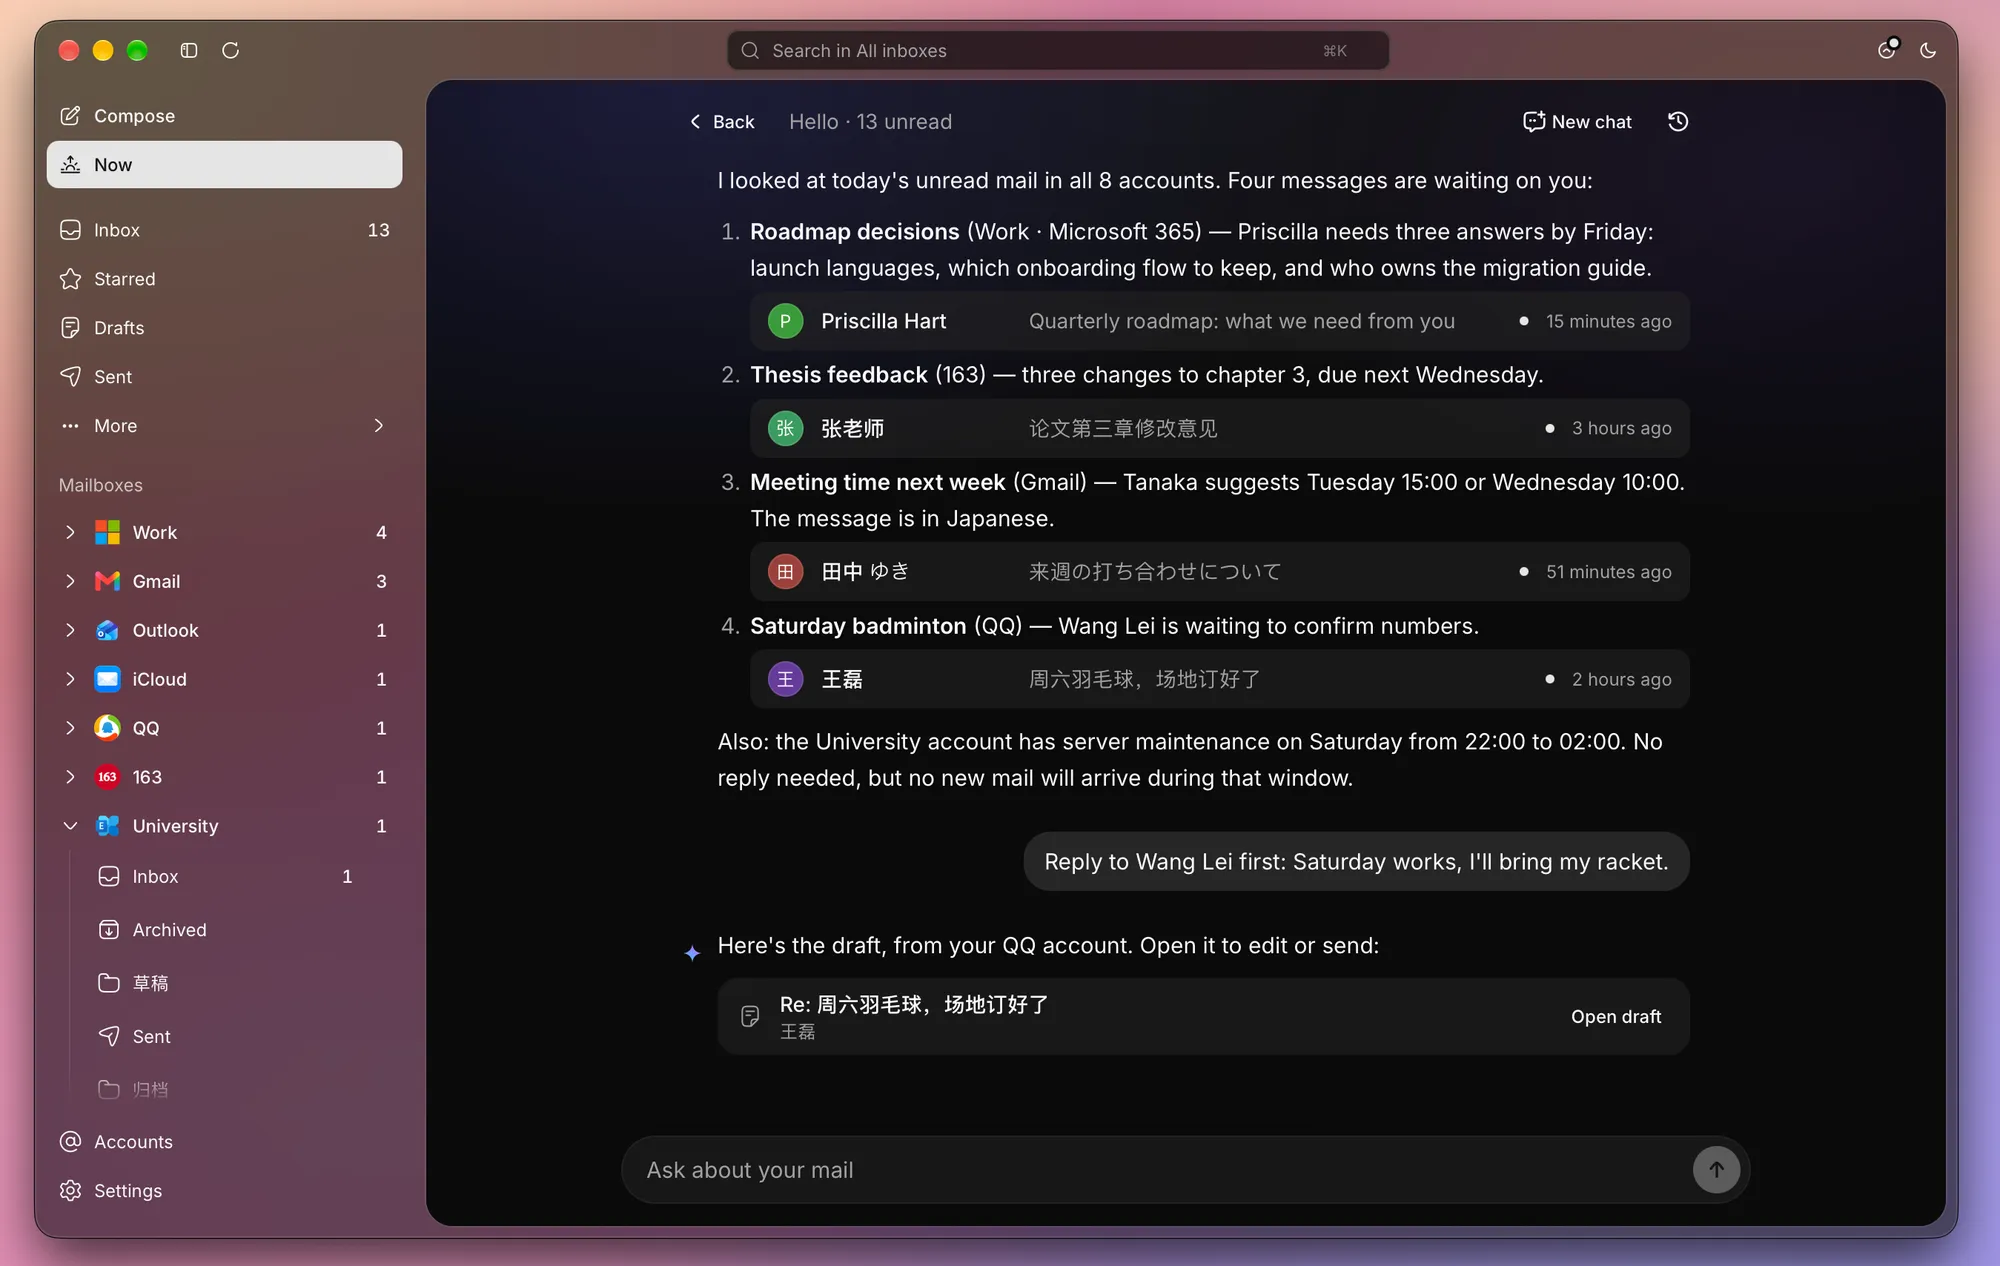 Search in All inboxes
⌘K
Compose
Now
Inbox 13
Starred
Drafts
Sent
More
Mailboxes
Work 4
Gmail 3
Outlook 1
iCloud 1
QQ 1
163
163 1
University 1
Inbox 1
Archived
草稿
Sent
归档
Accounts
Settings
Back
Hello · 13 unread
New chat
I looked at today's unread mail in all 8 accounts. Four messages are waiting on you:
1. Roadmap decisions (Work · Microsoft 365) — Priscilla needs three answers by Friday:
launch languages, which onboarding flow to keep, and who owns the migration guide.
P Priscilla Hart Quarterly roadmap: what we need from you 15 minutes ago
2. Thesis feedback (163) — three changes to chapter 3, due next Wednesday.
张 张老师 论文第三章修改意见 3 hours ago
3. Meeting time next week (Gmail) — Tanaka suggests Tuesday 15:00 or Wednesday 10:00.
The message is in Japanese.
田 田中 ゆき 来週の打ち合わせについて 51 minutes ago
4. Saturday badminton (QQ) — Wang Lei is waiting to confirm numbers.
王 王磊 周六羽毛球，场地订好了 2 hours ago
Also: the University account has server maintenance on Saturday from 22:00 to 02:00. No
reply needed, but no new mail will arrive during that window.
Reply to Wang Lei first: Saturday works, I'll bring my racket.
Here's the draft, from your QQ account. Open it to edit or send:
Re: 周六羽毛球，场地订好了
王磊
Open draft
Ask about your mail